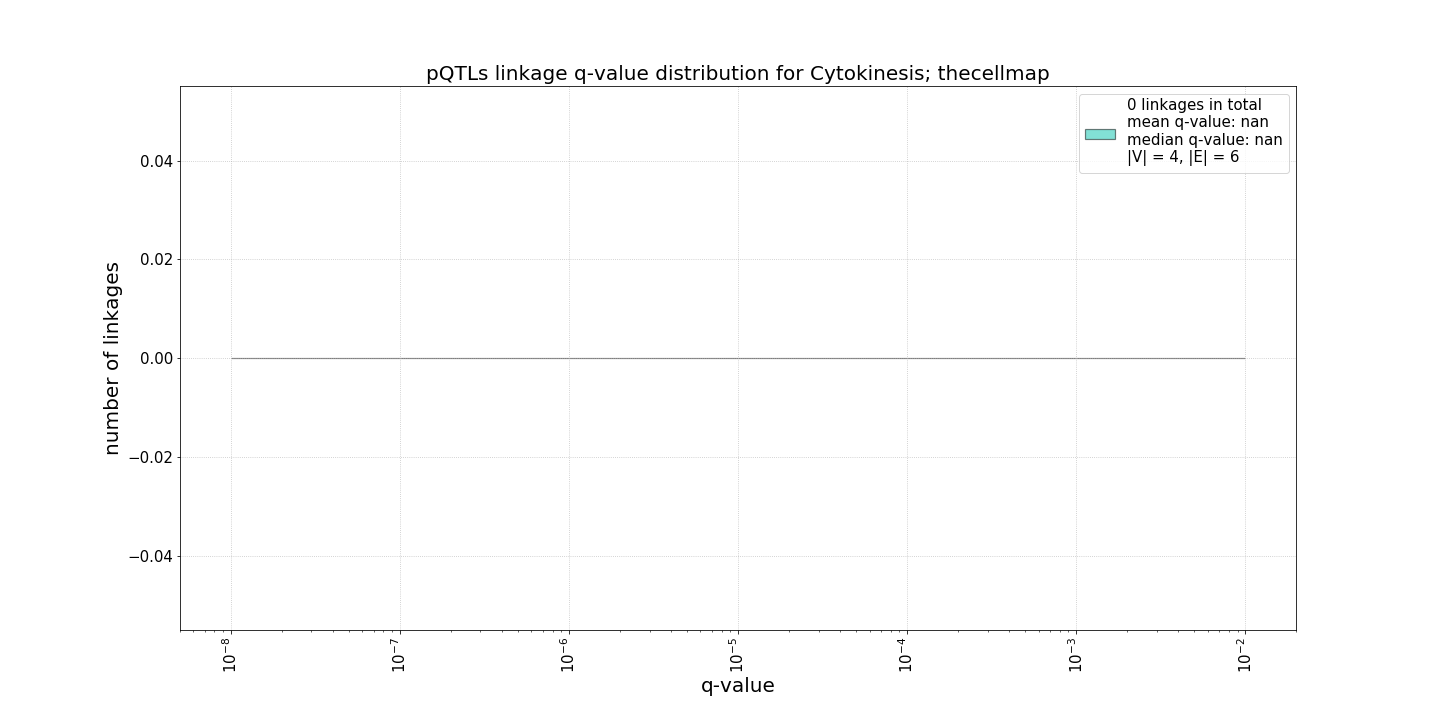 pQTLs linkage q-value distribution for Cytokinesis; thecellmap
0 linkages in total
mean q-value: nan
median q-value: nan
|V| = 4, |E| = 6
number of linkages
0.04
0.02
0.00
−0.02
−0.04
10⁻⁸
10⁻⁷
10⁻⁶
10⁻⁵
10⁻⁴
10⁻³
10⁻²
q-value